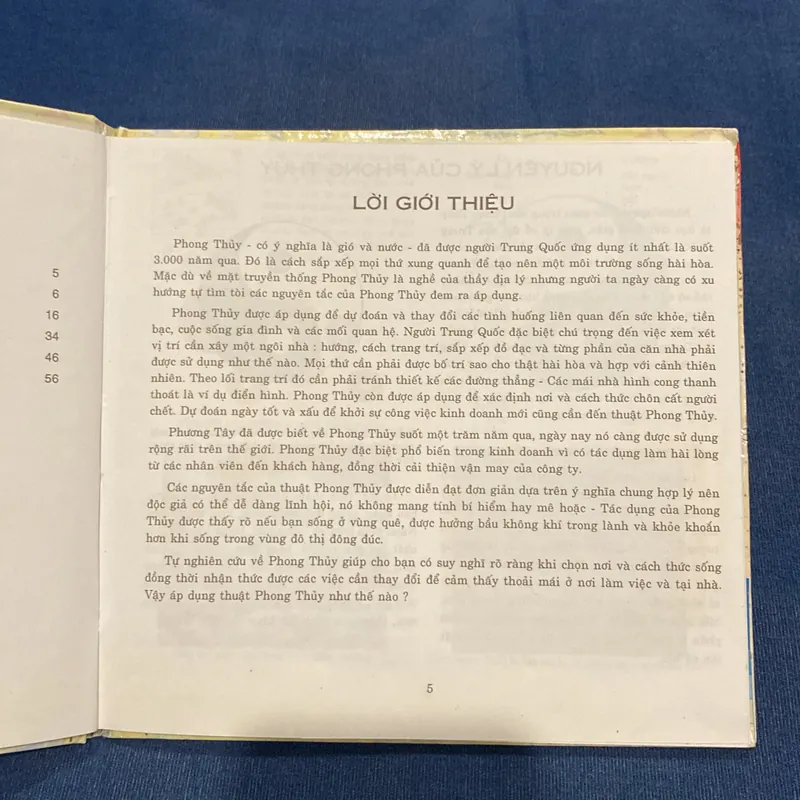 5
6
16
34
46
56
NGUYÊN LÝ CỦA PHONG THỦY
LỜI GIỚI THIỆU
Phong Thủy - có ý nghĩa là gió và nước - đã được người Trung Quốc ứng dụng ít nhất là suốt
3.000 năm qua. Đó là cách sắp xếp mọi thứ xung quanh để tạo nên một môi trường sống hài hòa.
Mặc dù về mặt truyền thống Phong Thủy là nghề của thầy địa lý nhưng người ta ngày càng có xu
hướng tự tìm tòi các nguyên tắc của Phong Thủy đem ra áp dụng.
Phong Thủy được áp dụng để dự đoán và thay đổi các tình huống liên quan đến sức khỏe, tiền
bạc, cuộc sống gia đình và các mối quan hệ. Người Trung Quốc đặc biệt chú trọng đến việc xem xét
vị trí cần xây một ngôi nhà : hướng, cách trang trí, sắp xếp đồ đạc và từng phần của căn nhà phải
được sử dụng như thế nào. Mọi thứ cần phải được bố trí sao cho thật hài hòa và hợp với cảnh thiên
nhiên. Theo lối trang trí đó cần phải tránh thiết kế các đường thẳng - Các mái nhà hình cong thanh
thoát là ví dụ điển hình. Phong Thủy còn được áp dụng để xác định nơi và cách thức chôn cất người
chết. Dự đoán ngày tốt và xấu để khởi sự công việc kinh doanh mới cũng cần đến thuật Phong Thủy.
Phương Tây đã được biết về Phong Thủy suốt một trăm năm qua, ngày nay nó càng được sử dụng
rộng rãi trên thế giới. Phong Thủy đặc biệt phổ biến trong kinh doanh vì có tác dụng làm hài lòng
từ các nhân viên đến khách hàng, đồng thời cải thiện vận may của công ty.
Các nguyên tắc của thuật Phong Thủy được diễn đạt đơn giản dựa trên ý nghĩa chung hợp lý nên
độc giả có thể dễ dàng lĩnh hội, nó không mang tính bí hiểm hay mê hoặc - Tác dụng của Phong
Thủy được thấy rõ nếu bạn sống ở vùng quê, được hưởng bầu không khí trong lành và khỏe khoắn
hơn khi sống trong vùng đô thị đông đúc.
Tự nghiên cứu về Phong Thủy giúp cho bạn có suy nghĩ rõ ràng khi chọn nơi và cách thức sống
đồng thời nhận thức được các việc cần thay đổi để cảm thấy thoải mái ở nơi làm việc và tại nhà.
Vậy áp dụng thuật Phong Thủy như thế nào ?
5